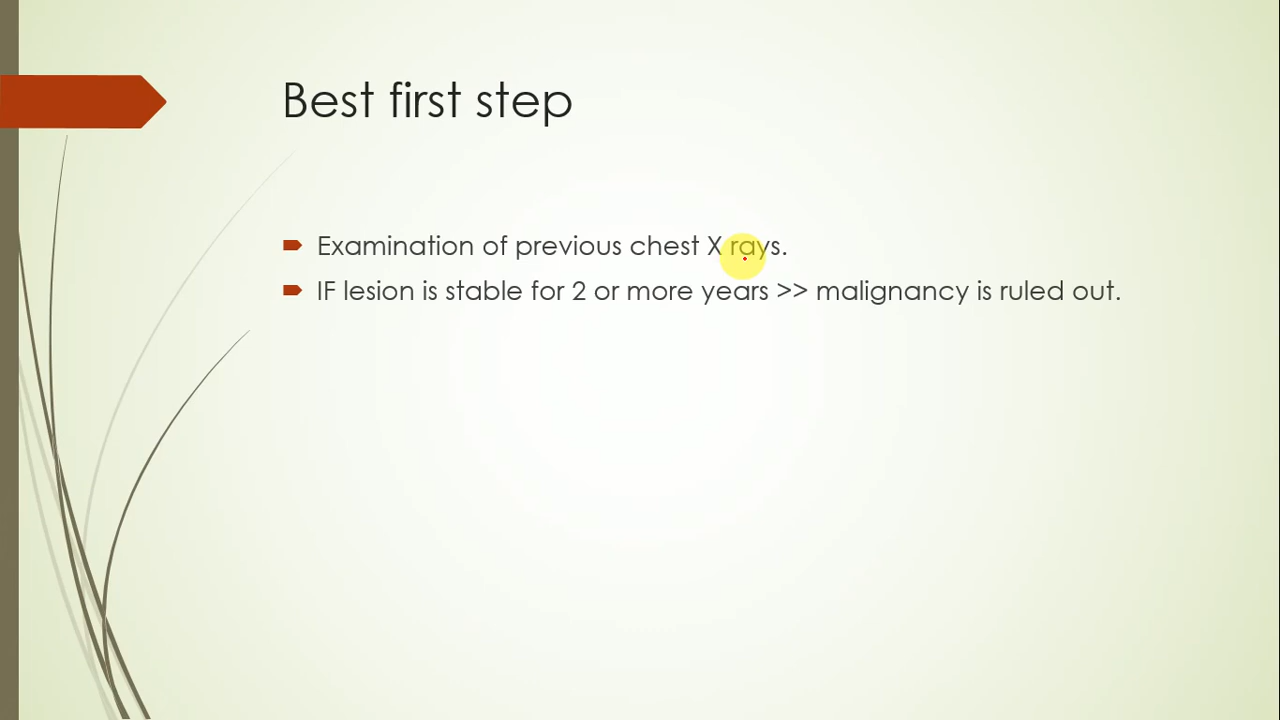 Best first step
Examination of previous chest X rays.
IF lesion is stable for 2 or more years >> malignancy is ruled out.